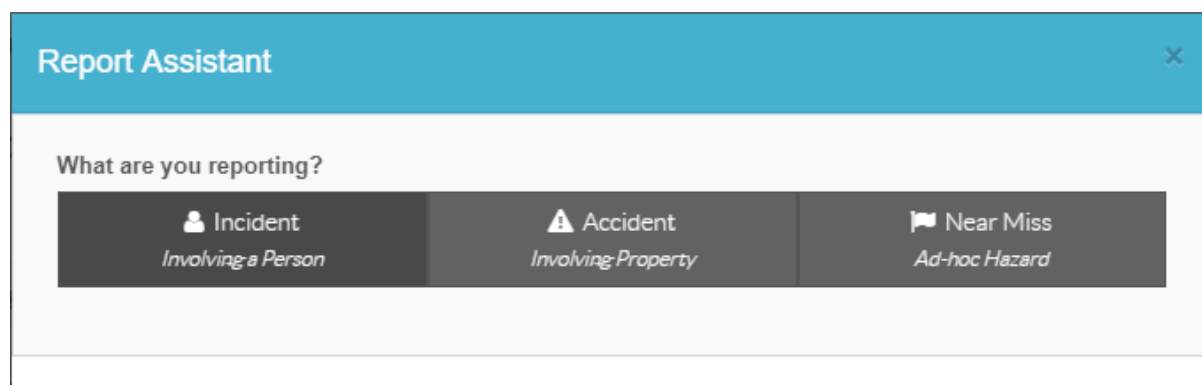 Report Assistant
What are you reporting?
Incident
Involving a Person
Accident
Involving Property
Near Miss
Ad-hoc Hazard